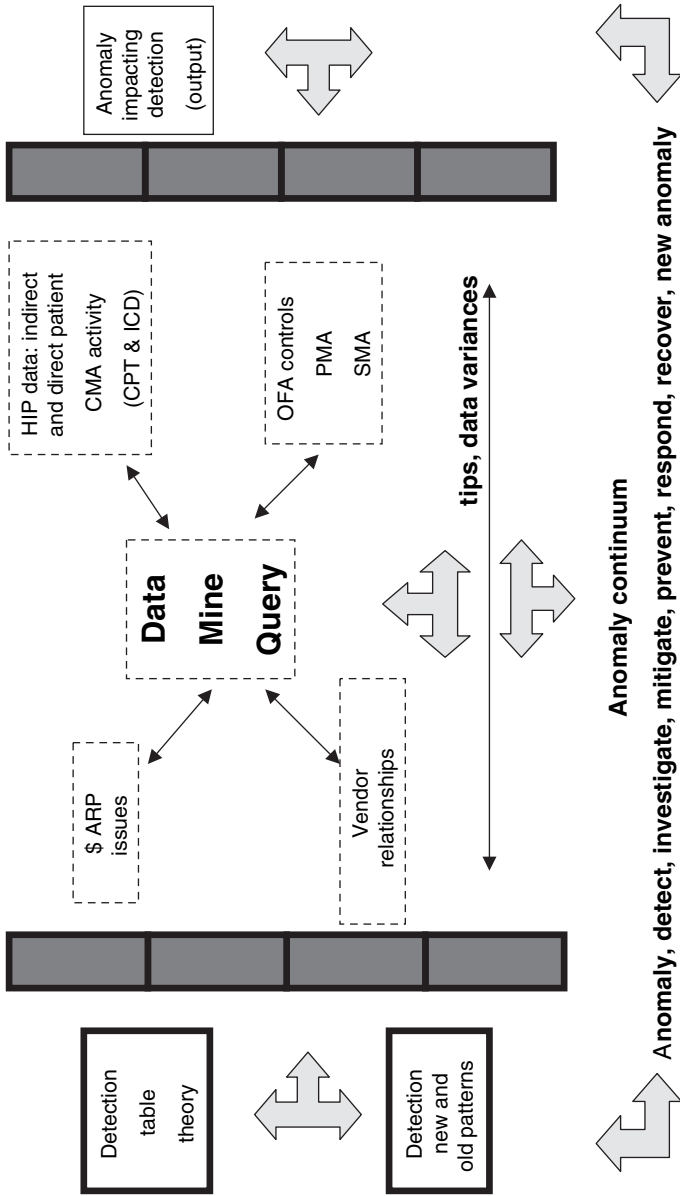 Detection
table
theory
Detection
new and
old patterns
$ ARP
issues
Vendor
relationships
Data
Mine
Query
HIP data: indirect
and direct patient
CMA activity
(CPT & ICD)
OFA controls
PMA
SMA
Anomaly
impacting
detection
(output)
tips, data variances
Anomaly continuum
Anomaly, detect, investigate, mitigate, prevent, respond, recover, new anomaly